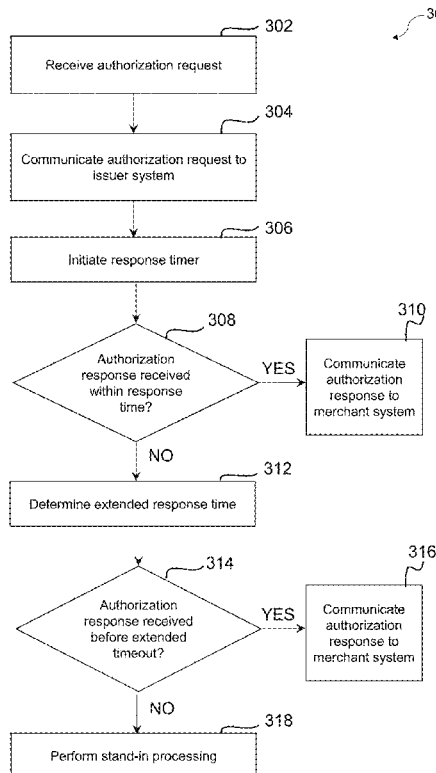 302
Receive authorization request
304
Communicate authorization request to
issuer system
306
Initiate response timer
308
Authorization
response received
within response
time?
YES
310
Communicate
authorization
response to
merchant system
NO
312
Determine extended response time
314
Authorization
response received
before extended
timeout?
YES
316
Communicate
authorization
response to
merchant system
NO
318
Perform stand-in processing